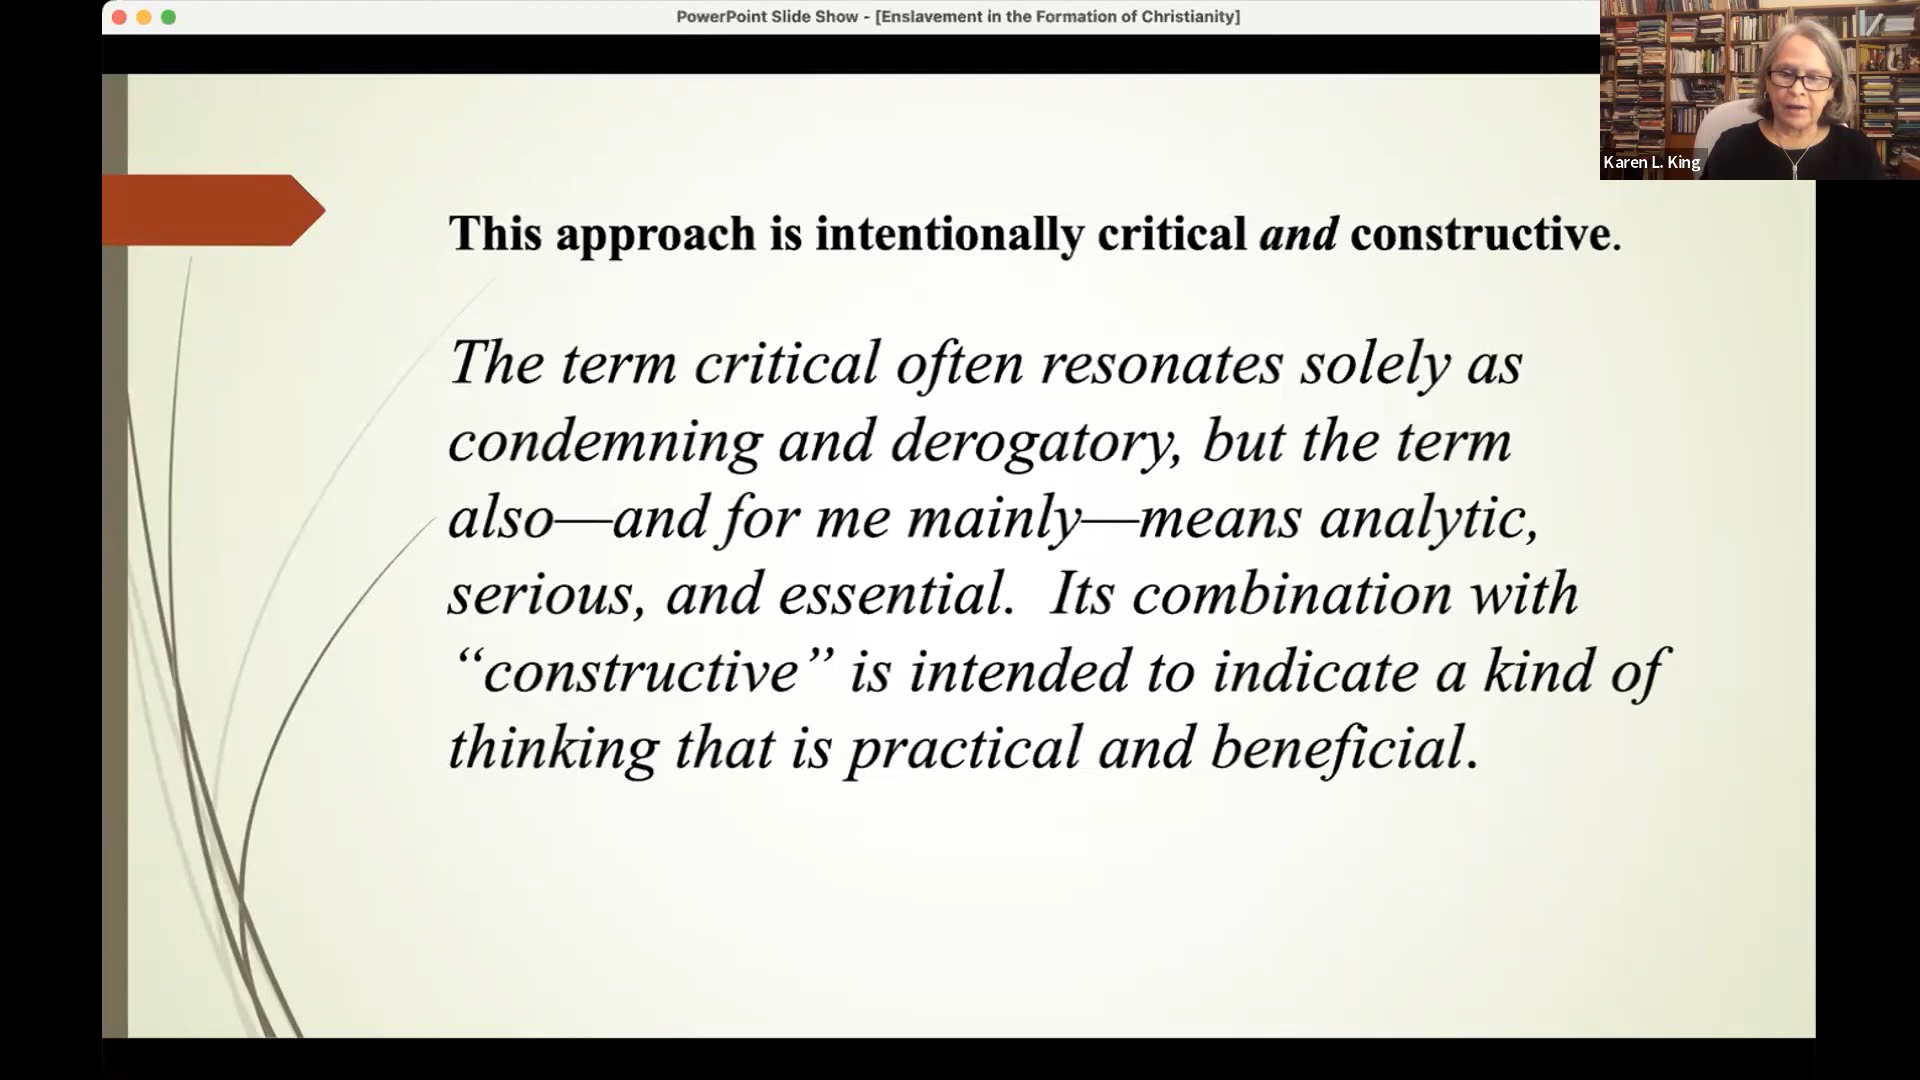 PowerPoint Slide Show - [Enslavement in the Formation of Christianity]
Karen L. King
This approach is intentionally critical and constructive.
The term critical often resonates solely as
condemning and derogatory, but the term
also—and for me mainly—means analytic,
serious, and essential.  Its combination with
“constructive” is intended to indicate a kind of
thinking that is practical and beneficial.